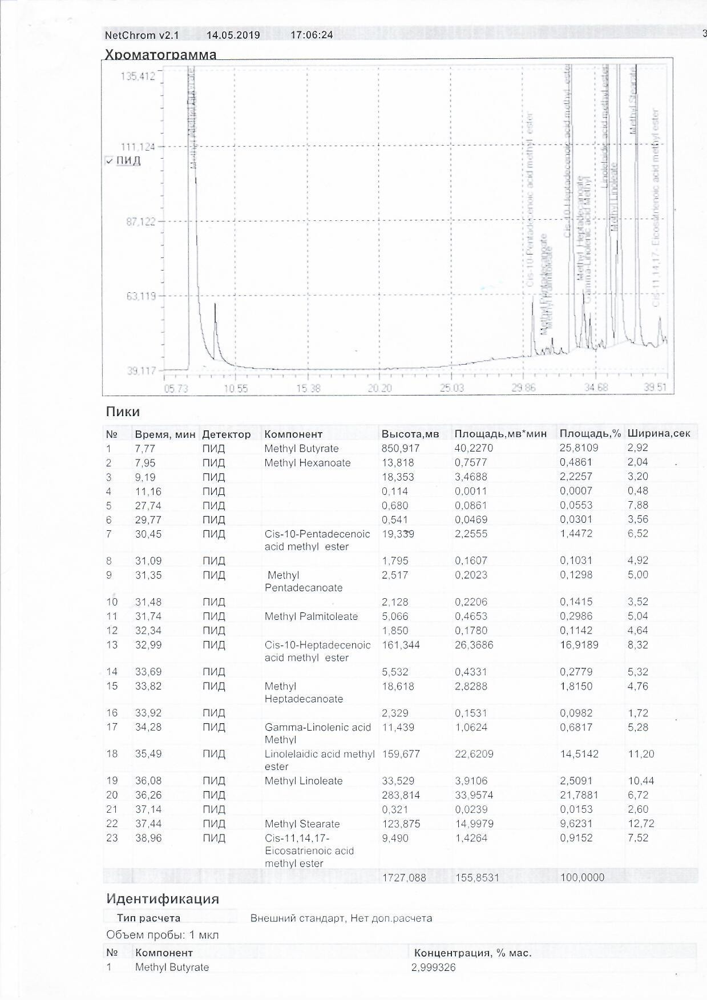 NetChrom v2.1 14.05.2019 17:06:24 3
Хроматограмма
135,412
111,124
ПИД
87,122
63,119
39,117
Methyl Butyrate
Cis-10-Pentadecenoic acid methyl ester
Methyl Pentadecanoate
Methyl Palmitoleate
Cis-10-Heptadecenoic acid methyl ester
Methyl Heptadecanoate
Gamma-Linolenic acid Methyl
Linolelaidic acid methyl ester
Methyl Linoleate
Methyl Stearate
Cis-11,14,17- Eicosatrienoic acid methyl ester
05.73 10.55 15.38 20.20 25.03 29.86 34.68 39.51
Пики
№ Время, мин Детектор Компонент Высота,мв Площадь,мв*мин Площадь,% Ширина,сек
1 7,77 ПИД Methyl Butyrate 850,917 40,2270 25,8109 2,92
2 7,95 ПИД Methyl Hexanoate 13,818 0,7577 0,4861 2,04
3 9,19 ПИД 18,353 3,4688 2,2257 3,20
4 11,16 ПИД 0,114 0,0011 0,0007 0,48
5 27,74 ПИД 0,680 0,0861 0,0553 7,88
6 29,77 ПИД 0,541 0,0469 0,0301 3,56
7 30,45 ПИД Cis-10-Pentadecenoic 19,339 2,2555 1,4472 6,52
acid methyl ester
8 31,09 ПИД 1,795 0,1607 0,1031 4,92
9 31,35 ПИД Methyl 2,517 0,2023 0,1298 5,00
Pentadecanoate
10 31,48 ПИД 2,128 0,2206 0,1415 3,52
11 31,74 ПИД Methyl Palmitoleate 5,066 0,4653 0,2986 5,04
12 32,34 ПИД 1,850 0,1780 0,1142 4,64
13 32,99 ПИД Cis-10-Heptadecenoic 161,344 26,3686 16,9189 8,32
acid methyl ester
14 33,69 ПИД 5,532 0,4331 0,2779 5,32
15 33,82 ПИД Methyl 18,618 2,8288 1,8150 4,76
Heptadecanoate
16 33,92 ПИД 2,329 0,1531 0,0982 1,72
17 34,28 ПИД Gamma-Linolenic acid 11,439 1,0624 0,6817 5,28
Methyl
18 35,49 ПИД Linolelaidic acid methyl 159,677 22,6209 14,5142 11,20
ester
19 36,08 ПИД Methyl Linoleate 33,529 3,9106 2,5091 10,44
20 36,26 ПИД 283,814 33,9574 21,7881 6,72
21 37,14 ПИД 0,321 0,0239 0,0153 2,60
22 37,44 ПИД Methyl Stearate 123,875 14,9979 9,6231 12,72
23 38,96 ПИД Cis-11,14,17- 9,490 1,4264 0,9152 7,52
Eicosatrienoic acid
methyl ester
1727,088 155,8531 100,0000
Идентификация
Тип расчета Внешний стандарт, Нет доп.расчета
Объем пробы: 1 мкл
№ Компонент Концентрация, % мас.
1 Methyl Butyrate 2,999326